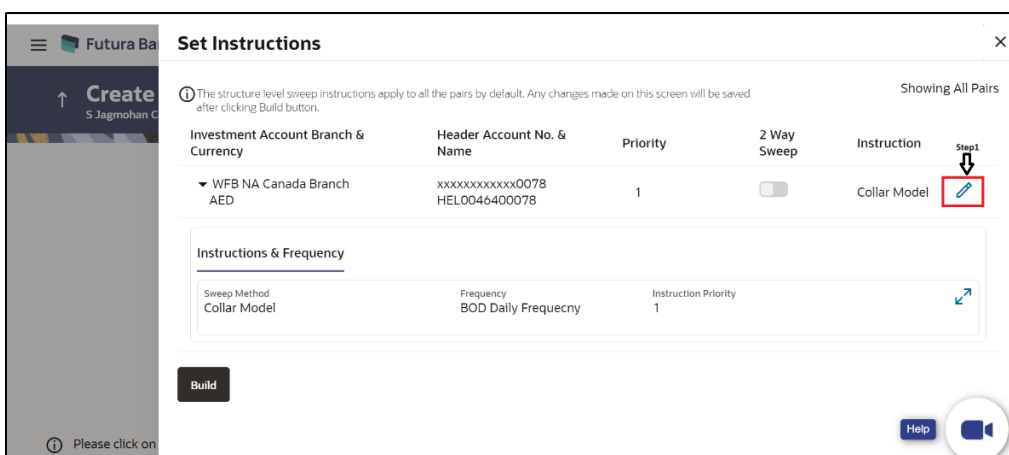 Futura Ba
Create
S Jagmohan C
Set Instructions
The structure level sweep instructions apply to all the pairs by default. Any changes made on this screen will be saved
after clicking Build button.
Showing All Pairs
Investment Account Branch &
Currency
Header Account No. &
Name
Priority
2 Way
Sweep
Instruction
Step1
WFB NA Canada Branch
AED
xxxxxxxxxxxx0078
HEL0046400078
1
Collar Model
Instructions & Frequency
Sweep Method
Collar Model
Frequency
BOD Daily Frequecny
Instruction Priority
1
Build
Help
Please click on